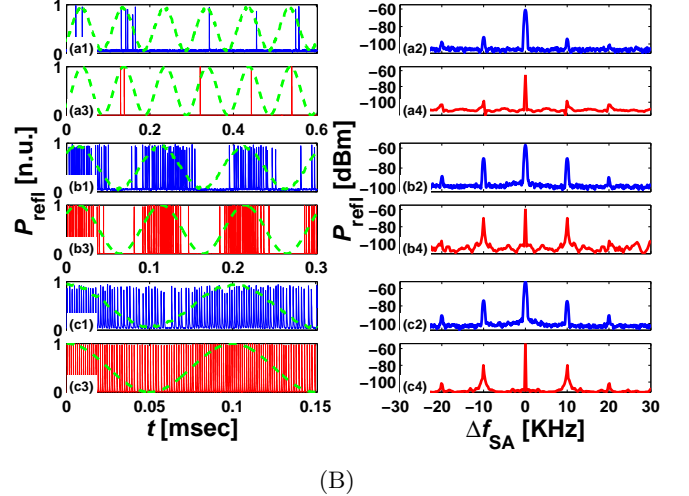 (B)
1
0
(a1)
−60
−100
(a2)
1
0
(a3)
0
0.2
0.4
0.6
−60
−100
(a4)
P_refl [n.u.]
P_refl [dBm]
1
0
(b1)
−60
−80
−100
(b2)
1
0
(b3)
0
0.1
0.2
0.3
−60
−80
−100
(b4)
1
0
(c1)
−60
−80
−100
(c2)
1
0
(c3)
0
0.05
0.1
0.15
−60
−80
−100
(c4)
−30
−20
−10
0
10
20
30
t [msec]
Δf_SA [KHz]
(B)